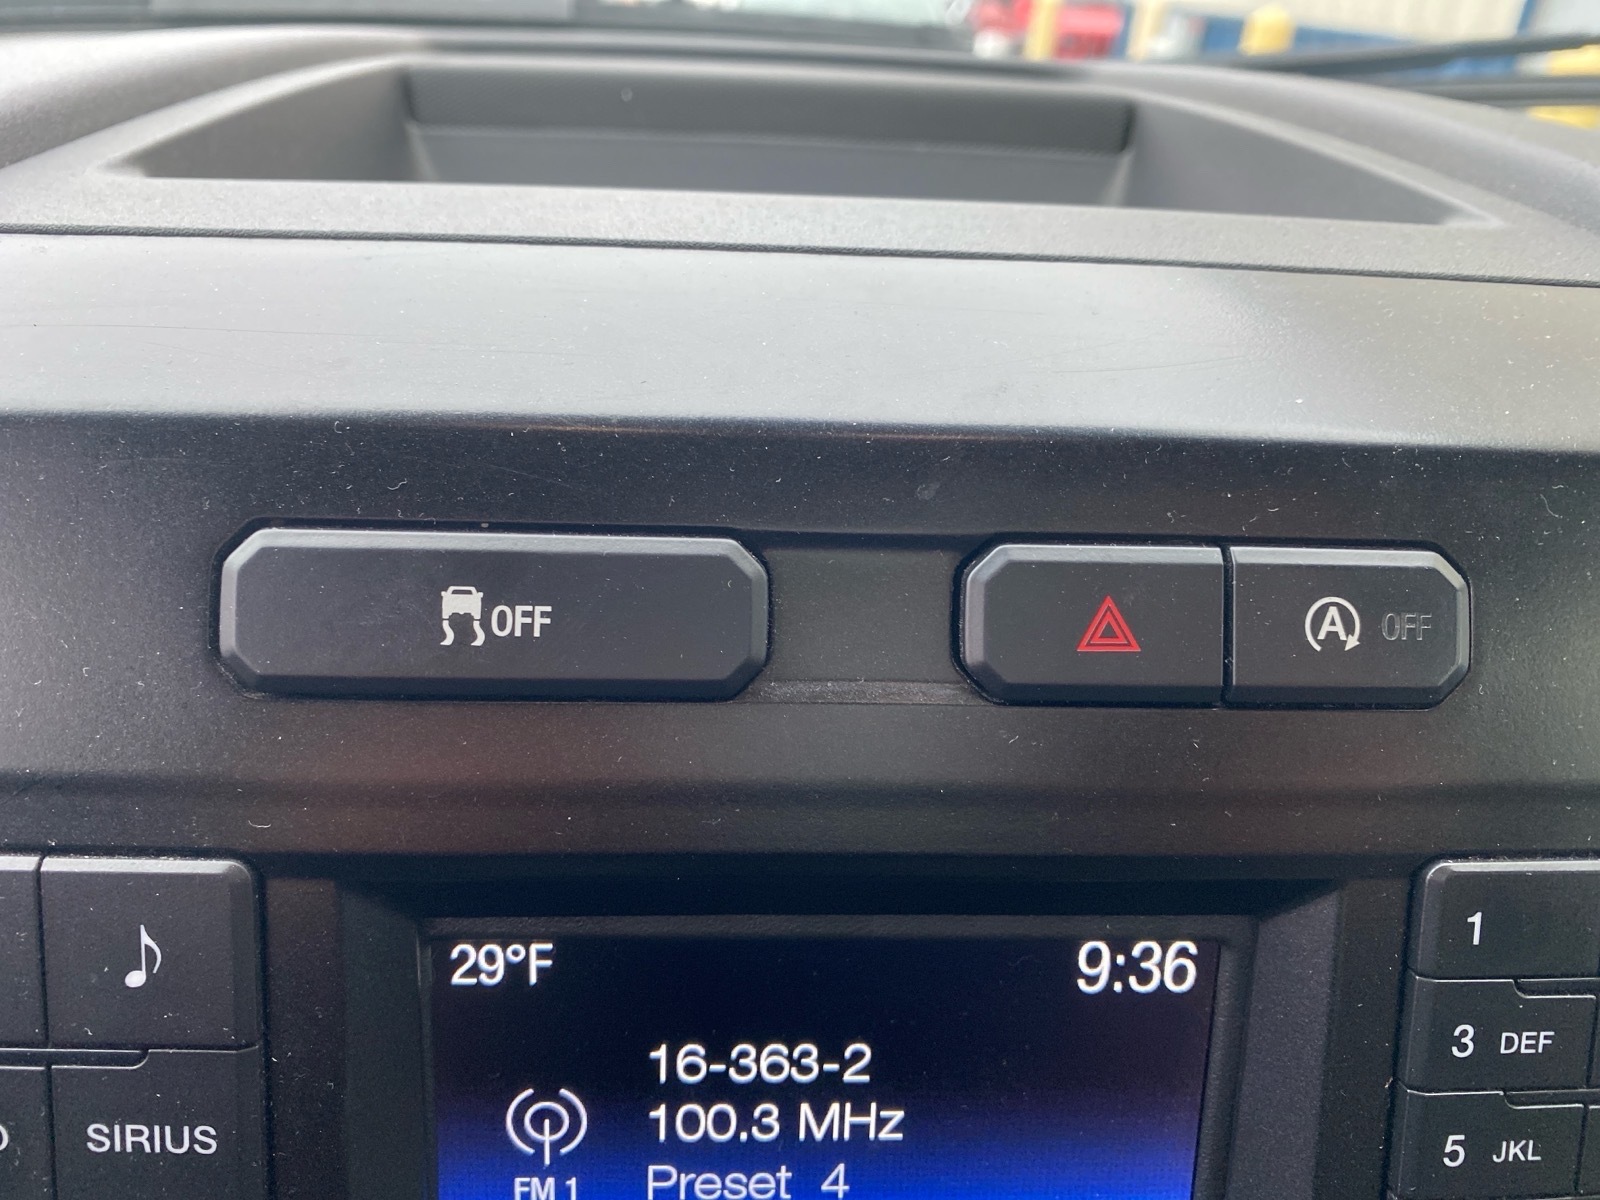 OFF
A OFF
29°F 9:36
16-363-2
100.3 MHz
FM 1 Preset 4
SIRIUS
1
3 DEF
5 JKL